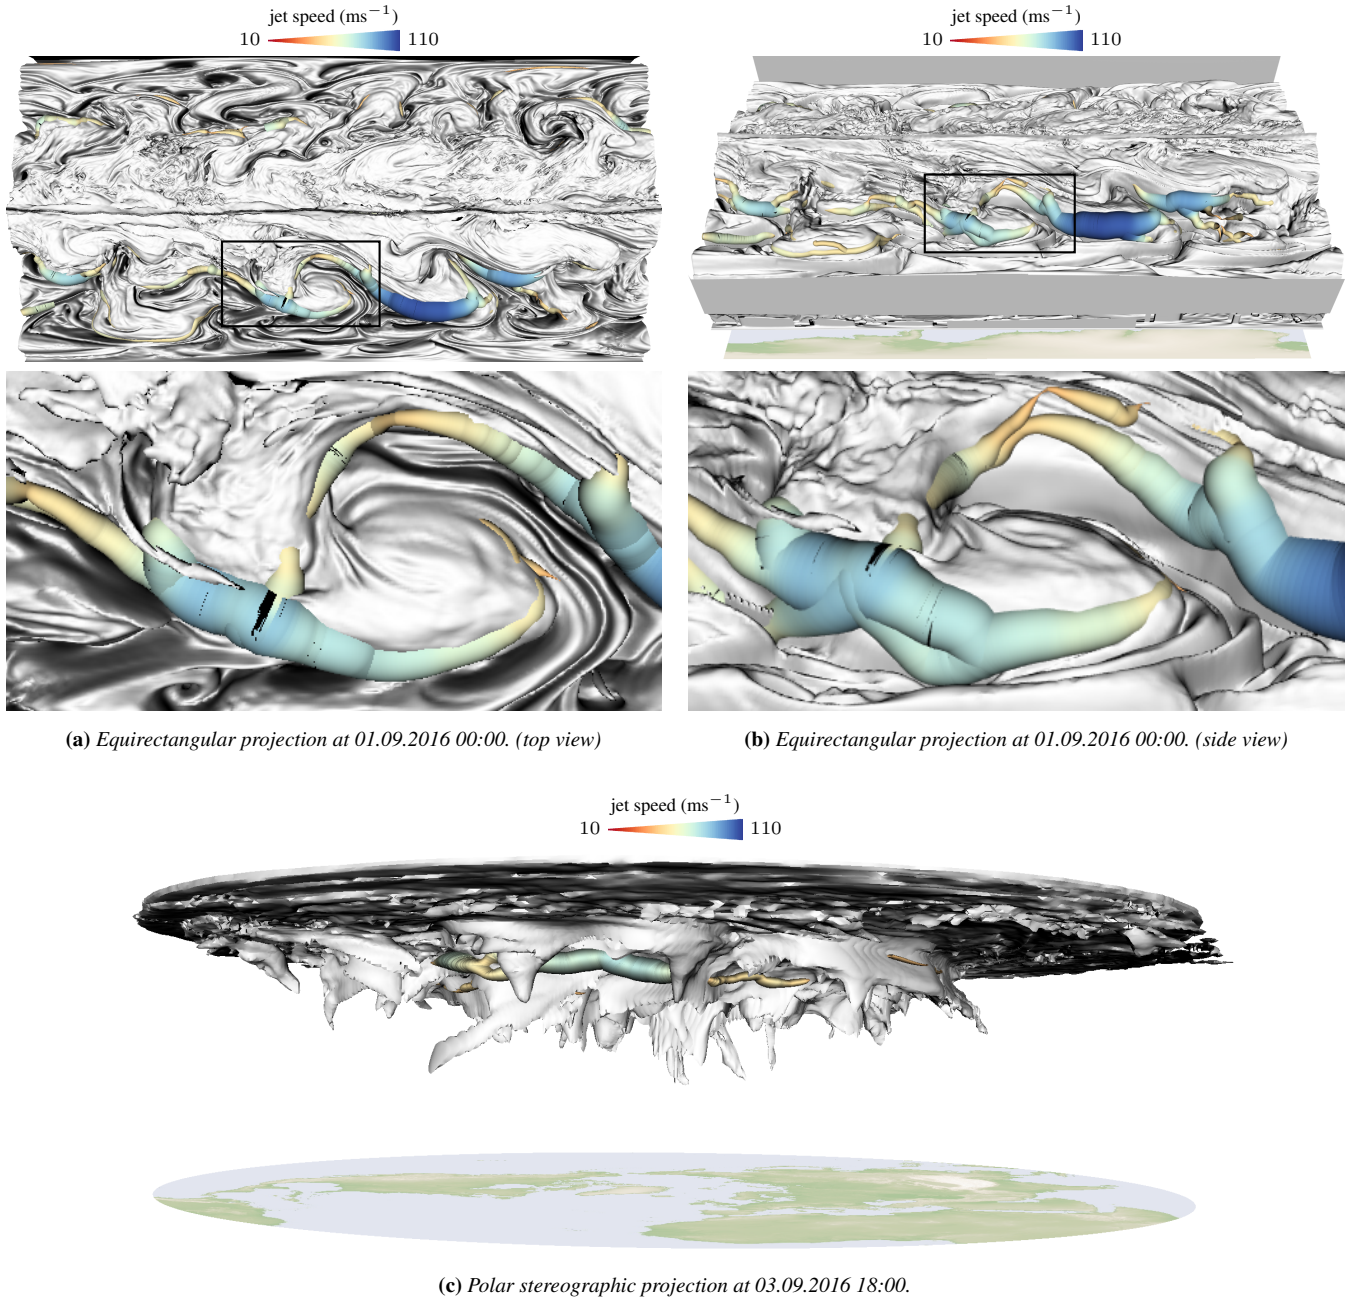 jet speed (ms⁻¹)
10 110
jet speed (ms⁻¹)
10 110
(a) Equirectangular projection at 01.09.2016 00:00. (top view)
(b) Equirectangular projection at 01.09.2016 00:00. (side view)
jet speed (ms⁻¹)
10 110
(c) Polar stereographic projection at 03.09.2016 18:00.